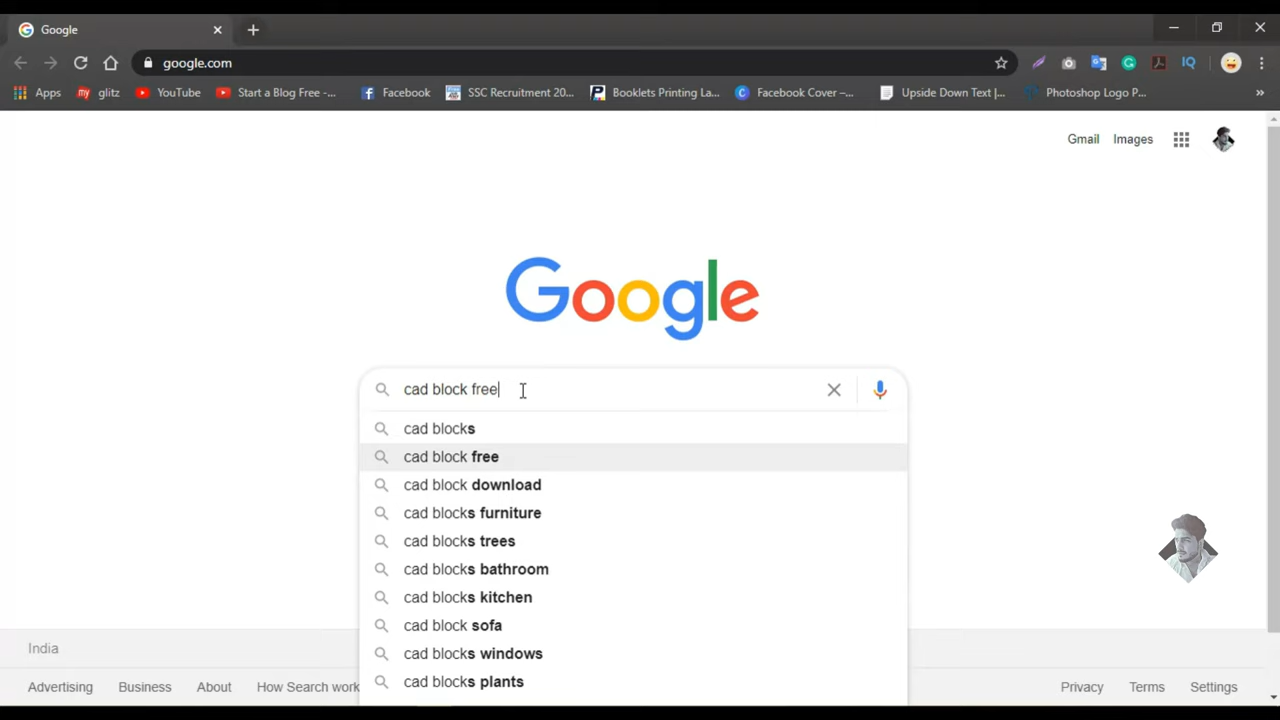 Google
google.com
Apps
my glitz
YouTube
Start a Blog Free -...
Facebook
SSC Recruitment 20...
Booklets Printing La...
Facebook Cover –...
Upside Down Text |...
Photoshop Logo P...
»
IQ
Gmail
Images
Google
cad block free
cad blocks
cad block free
cad block download
cad blocks furniture
cad blocks trees
cad blocks bathroom
cad blocks kitchen
cad block sofa
cad blocks windows
cad blocks plants
India
Advertising
Business
About
How Search work
Privacy
Terms
Settings